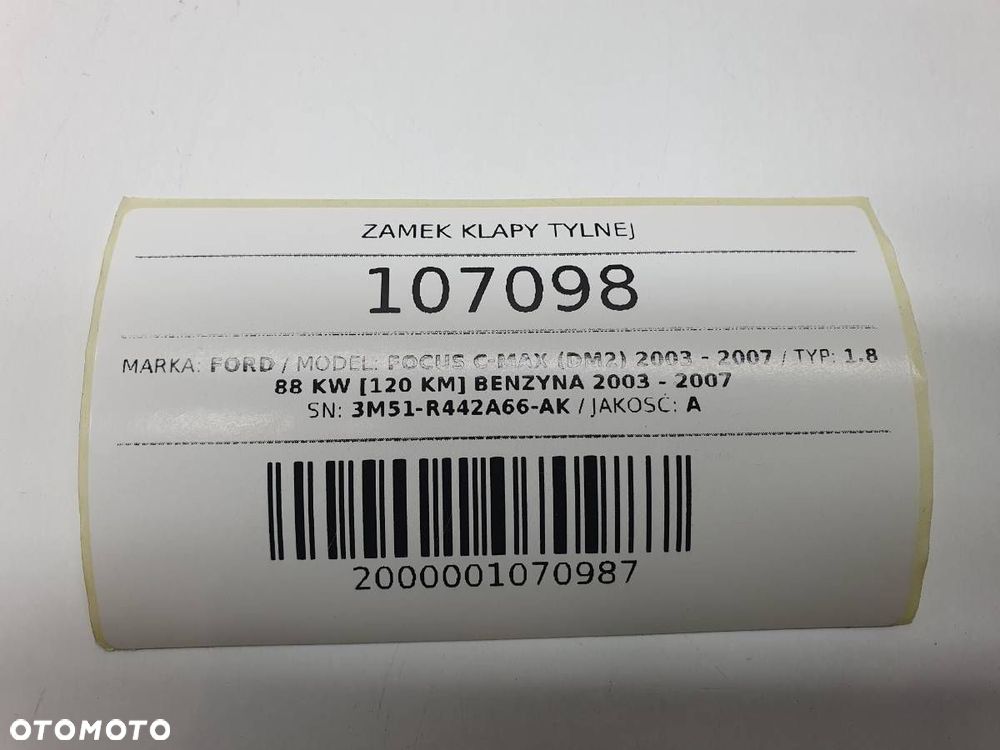 ZAMEK KLAPY TYLNEJ
107098
MARKA: FORD / MODEL: FOCUS C-MAX (DM2) 2003 - 2007 / TYP: 1.8
88 KW [120 KM] BENZYNA 2003 - 2007
SN: 3M51-R442A66-AK / JAKOŚĆ: A
2000001070987
OTOMOTO